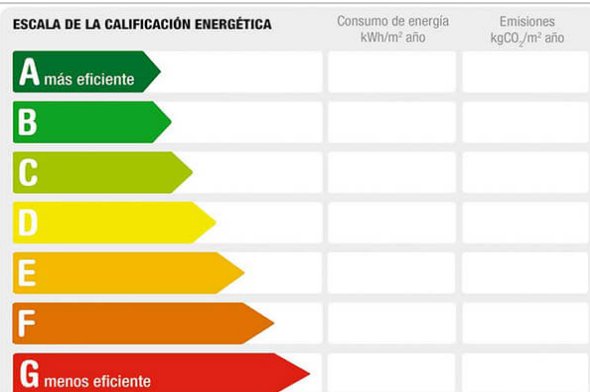 ESCALA DE LA CALIFICACIÓN ENERGÉTICA
Consumo de energía
kWh/m² año
Emisiones
kgCO₂/m² año
A más eficiente
B
C
D
E
F
G menos eficiente